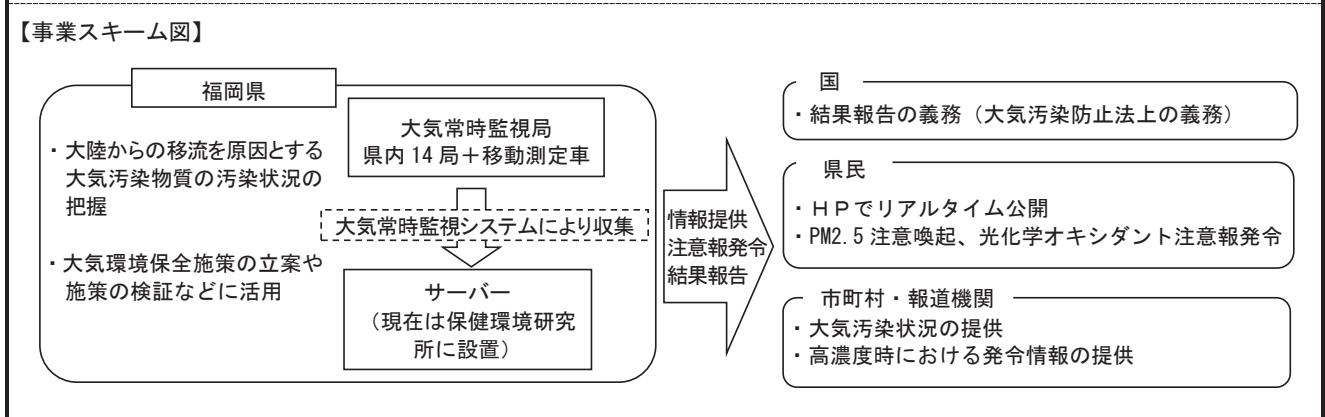 【事業スキーム図】
福岡県
・大陸からの移流を原因とする
大気汚染物質の汚染状況の
把握
・大気環境保全施策の立案や
施策の検証などに活用
大気常時監視局
県内 14 局＋移動測定車
大気常時監視システムにより収集
サーバー
（現在は保健環境研究
所に設置）
情報提供
注意報発令
結果報告
国
・結果報告の義務（大気汚染防止法上の義務）
県民
・ＨＰでリアルタイム公開
・PM2.5 注意喚起、光化学オキシダント注意報発令
市町村・報道機関
・大気汚染状況の提供
・高濃度時における発令情報の提供